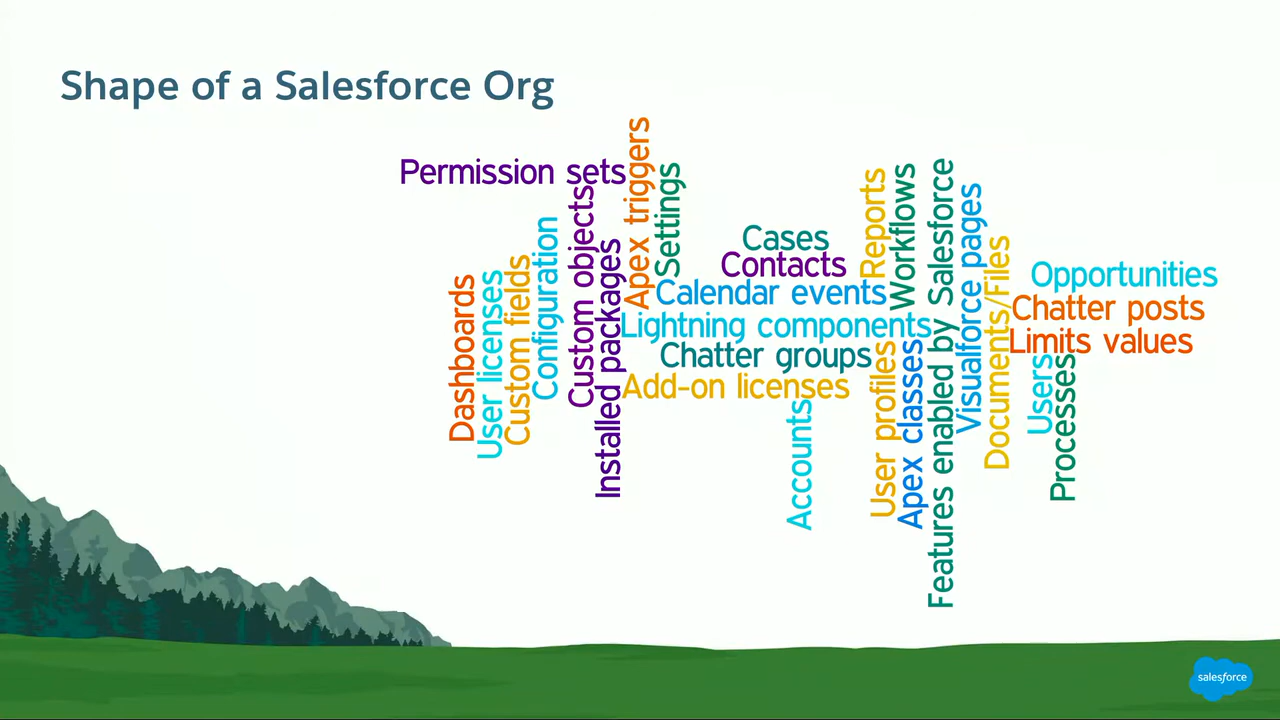 Shape of a Salesforce Org
Permission sets
Apex triggers
Settings
Custom objects
Installed packages
Configuration
Custom fields
User licenses
Dashboards
Cases
Contacts
Calendar events
Lightning components
Chatter groups
Add-on licenses
Accounts
Reports
Workflows
User profiles
Apex classes
Features enabled by Salesforce
Visualforce pages
Documents/Files
Opportunities
Chatter posts
Limits values
Users
Processes
salesforce